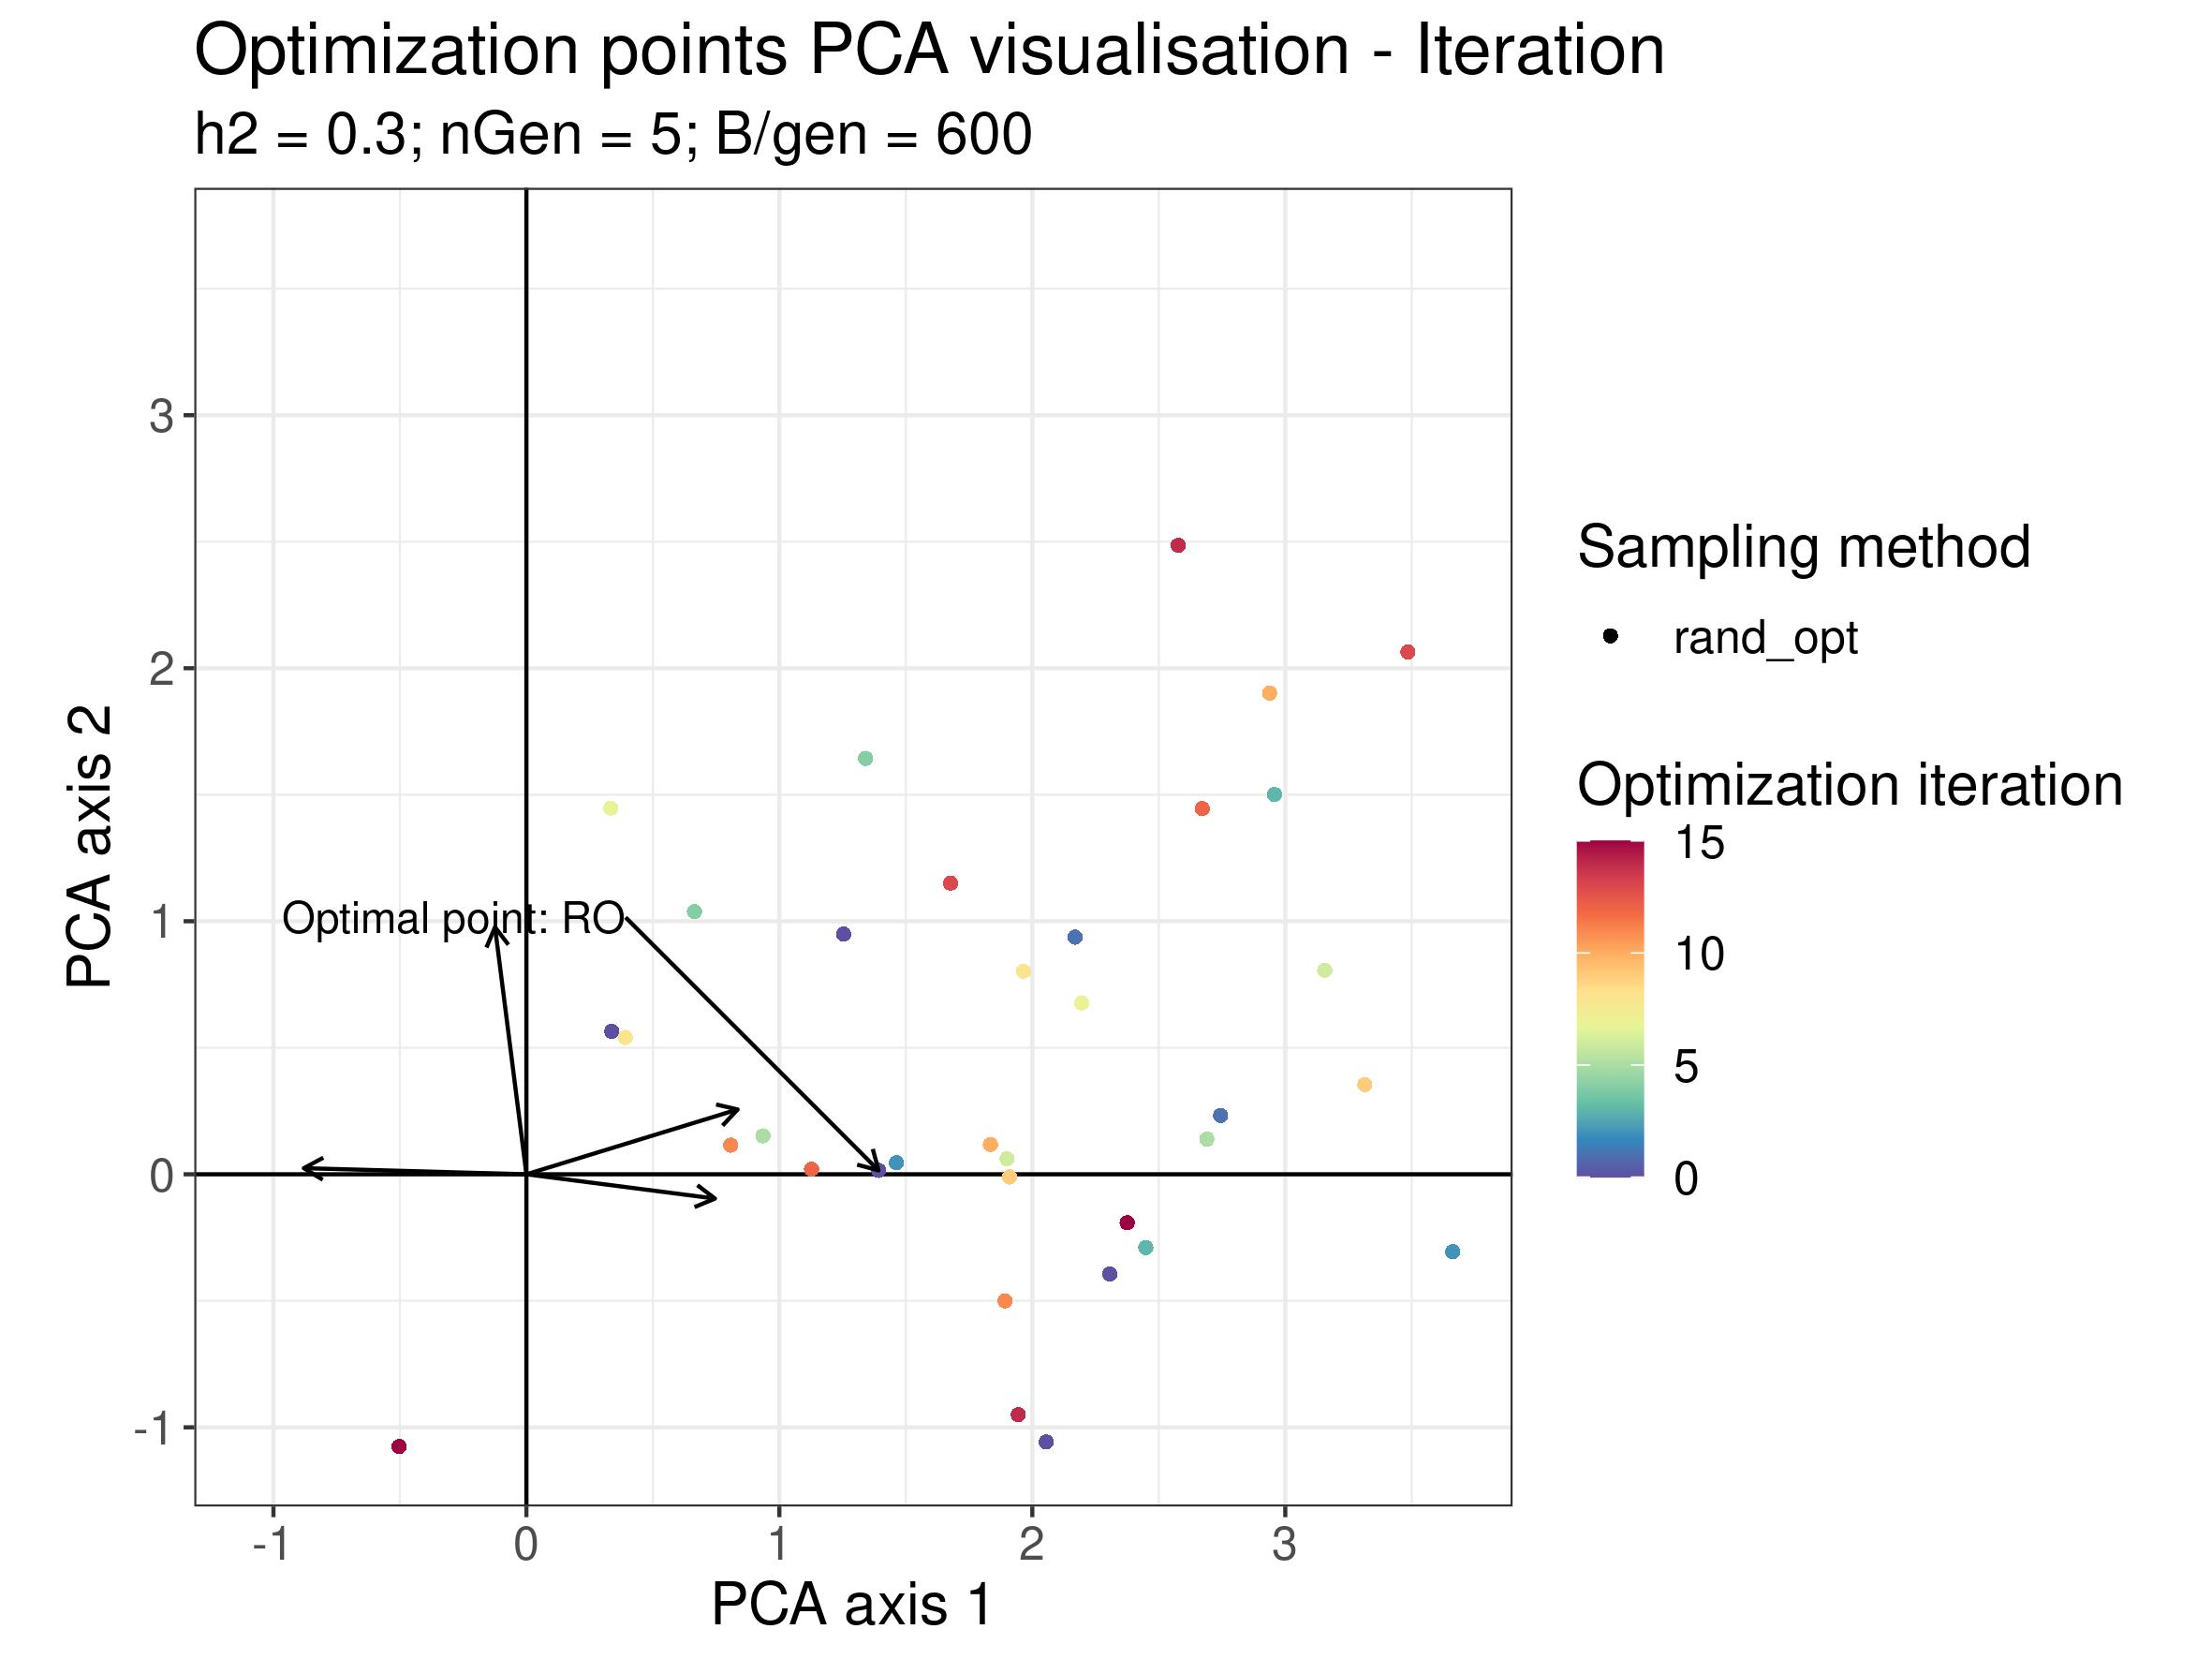 Optimization points PCA visualisation - Iteration
h2 = 0.3; nGen = 5; B/gen = 600
3
2
1
0
-1
PCA axis 2
Optimal point: RO
-1 0 1 2 3
PCA axis 1
Sampling method
rand_opt
Optimization iteration
15
10
5
0